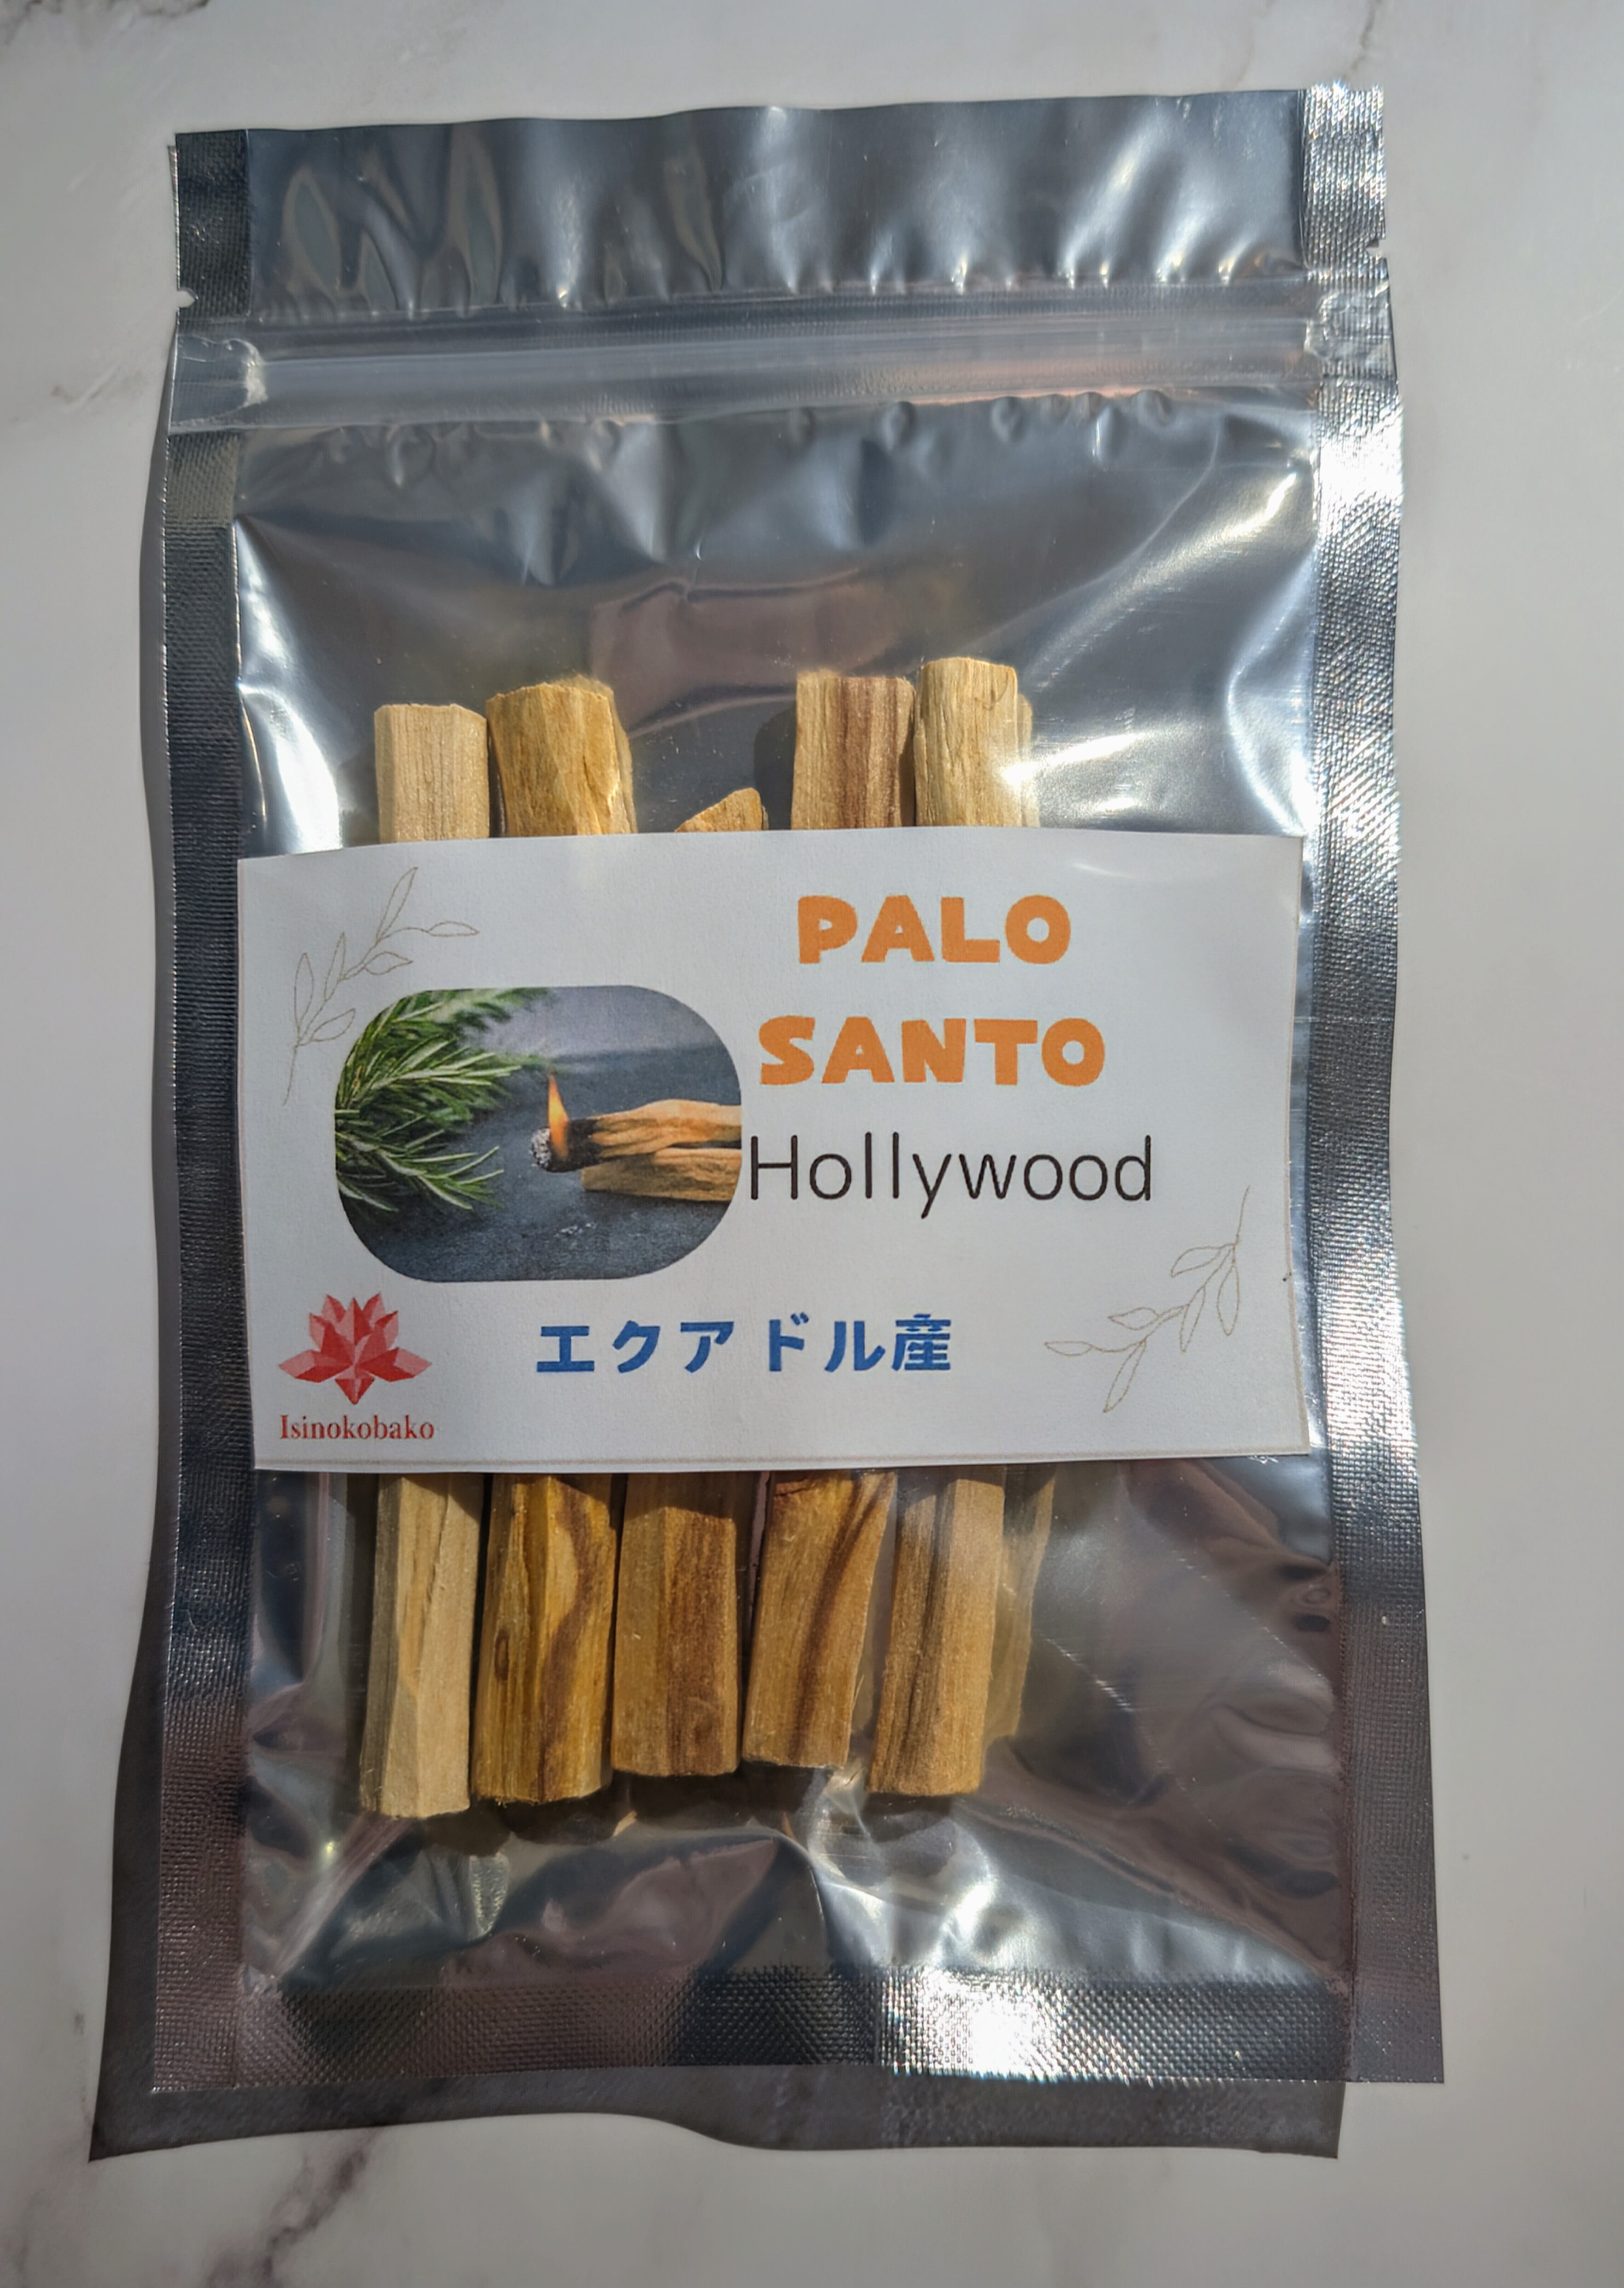 PALO
SANTO
Hollywood
エクアドル産
Isinokobako